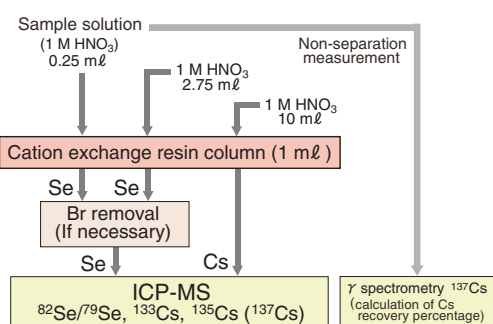 Sample solution
(1 M HNO₃)
0.25 mℓ
Non-separation
measurement
1 M HNO₃
2.75 mℓ
1 M HNO₃
10 mℓ
Cation exchange resin column (1 mℓ )
Se Se
Br removal
(If necessary)
Se Cs
ICP-MS
⁸²Se/⁷⁹Se, ¹³³Cs, ¹³⁵Cs (¹³⁷Cs)
γ spectrometry ¹³⁷Cs
(calculation of Cs
recovery percentage)